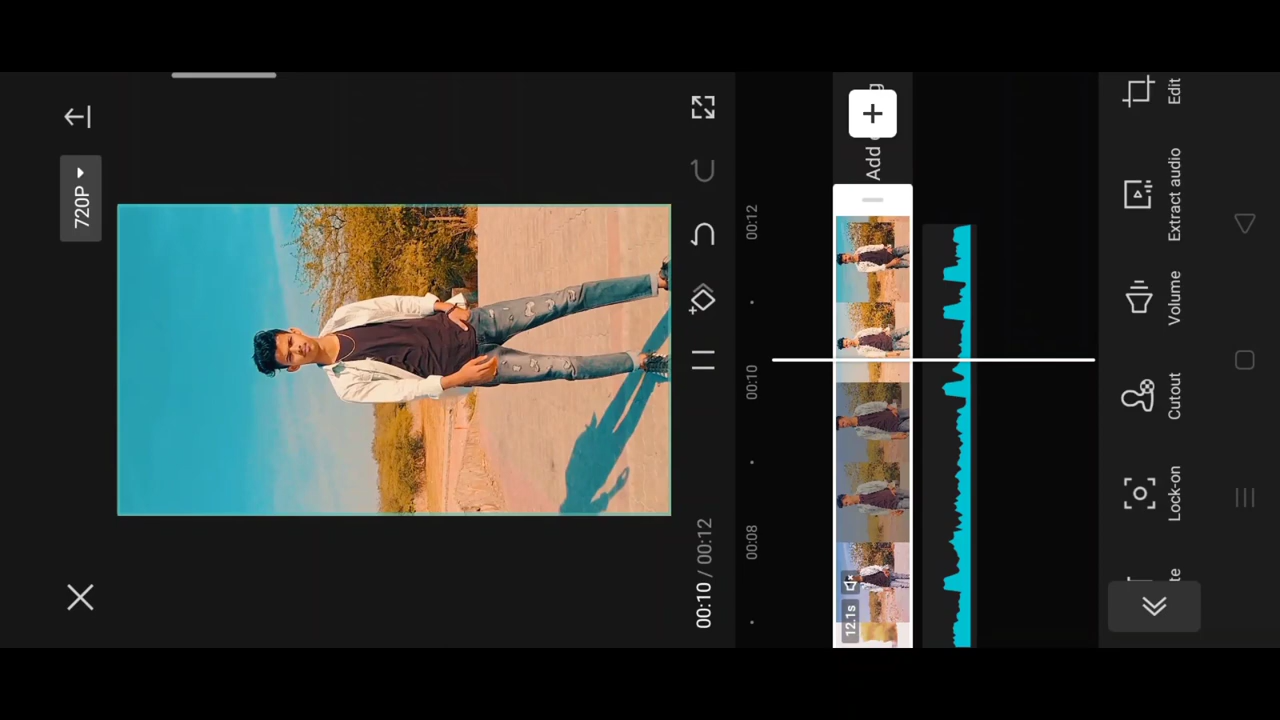 720P
00:10 / 00:12
00:08
00:10
00:12
12.1s
Add
Lock-on
Cutout
Volume
Extract audio
Edit